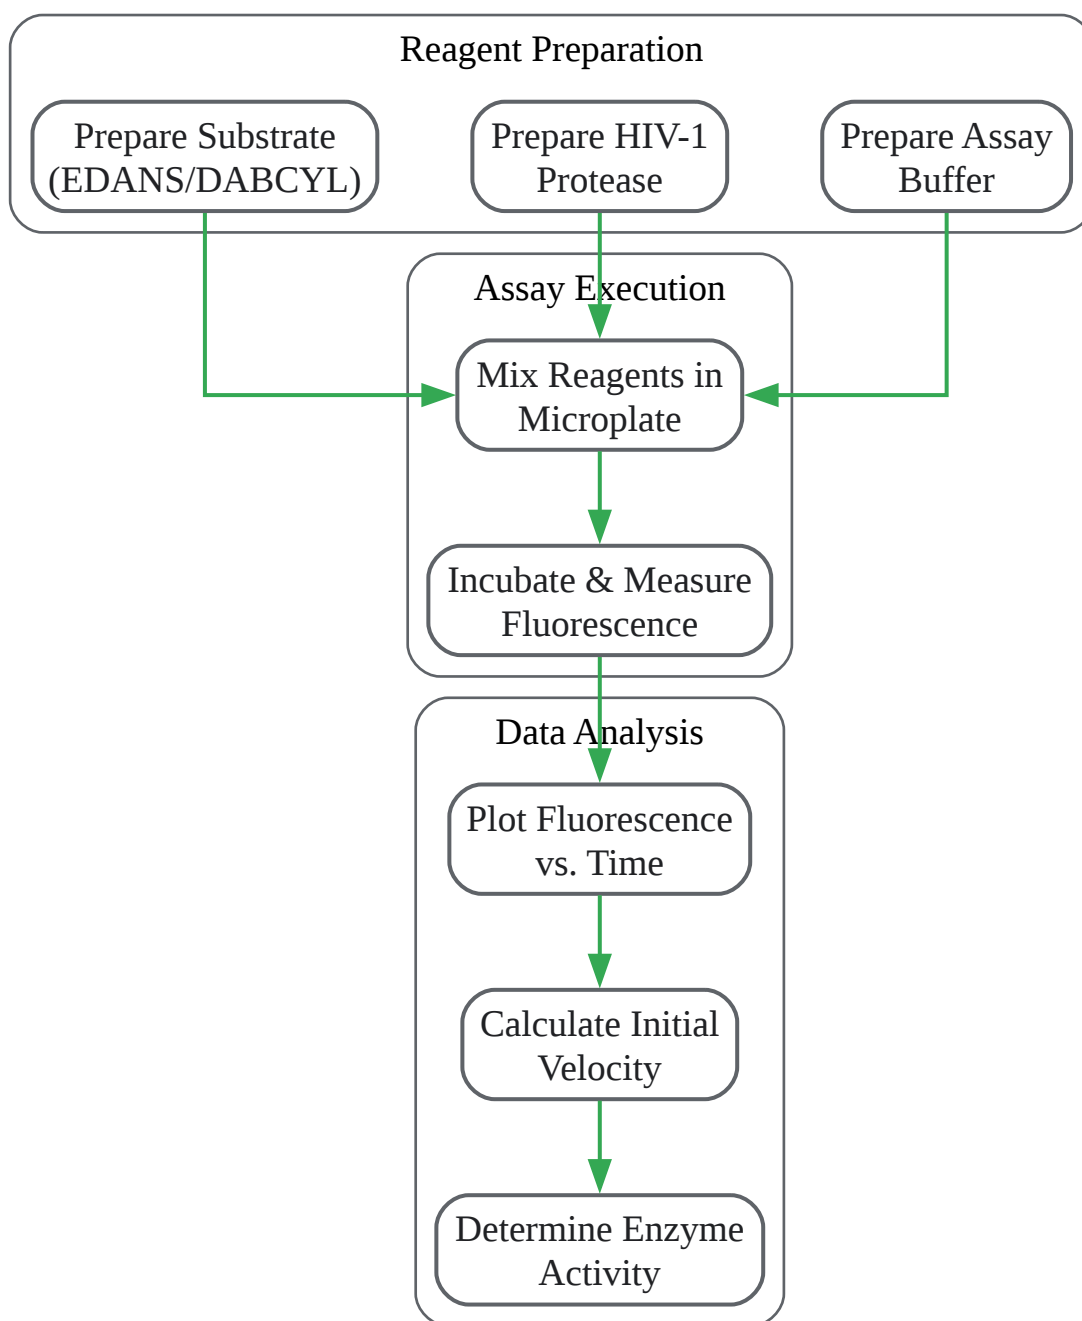 Reagent Preparation
Prepare Substrate
(EDANS/DABCYL)
Prepare HIV-1
Protease
Prepare Assay
Buffer
Assay Execution
Mix Reagents in
Microplate
Incubate & Measure
Fluorescence
Data Analysis
Plot Fluorescence
vs. Time
Calculate Initial
Velocity
Determine Enzyme
Activity